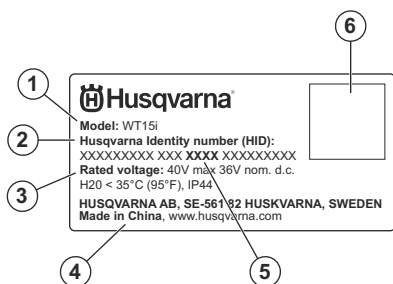 1
2
3
4
5
6
Husqvarna
Model: WT15i
Husqvarna Identity number (HID):
XXXXXXXXX XXX XXXX XXXXXXXXX
Rated voltage: 40V max 36V nom. d.c.
H20 < 35°C (95°F), IP44
HUSQVARNA AB, SE-561 82 HUSKVARNA, SWEDEN
Made in China, www.husqvarna.com